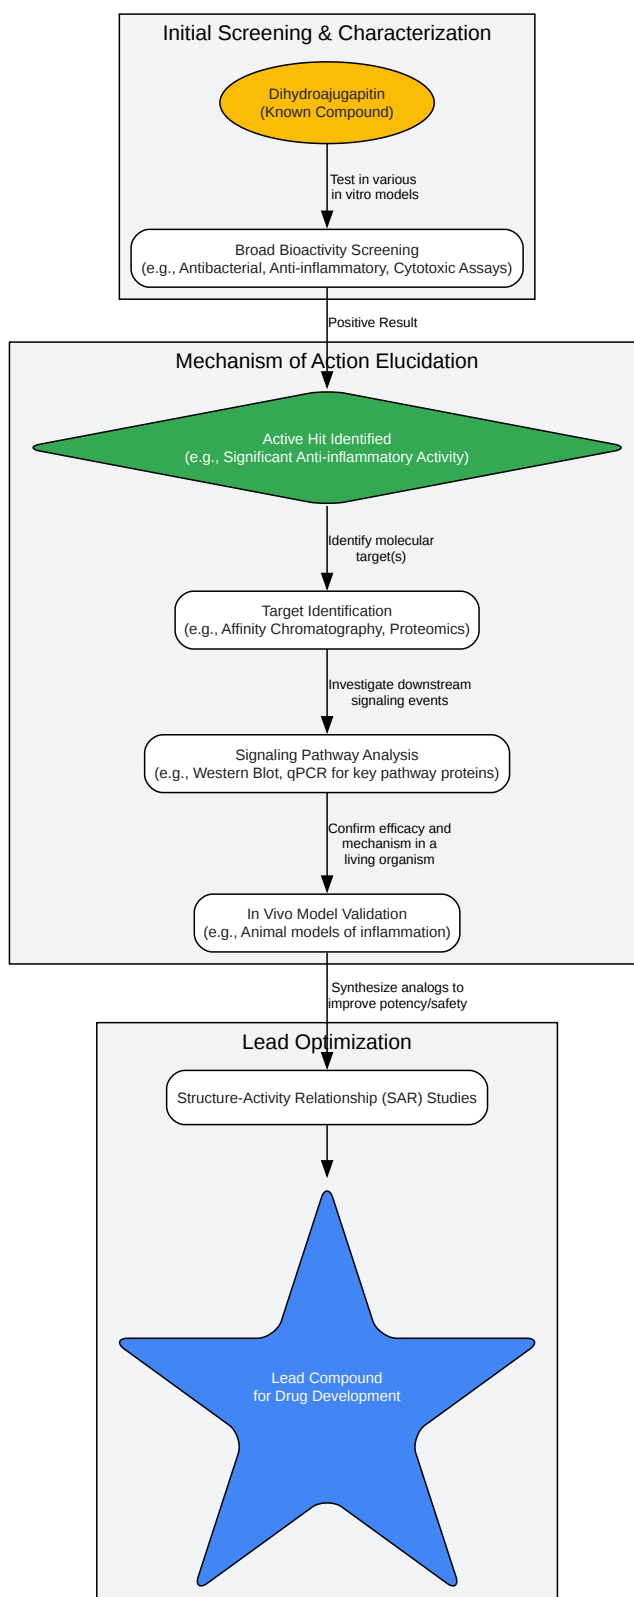 Initial Screening & Characterization
Dihydroajugapitin
(Known Compound)
Test in various
in vitro models
Broad Bioactivity Screening
(e.g., Antibacterial, Anti-inflammatory, Cytotoxic Assays)
Positive Result
Mechanism of Action Elucidation
Active Hit Identified
(e.g., Significant Anti-inflammatory Activity)
Identify molecular
target(s)
Target Identification
(e.g., Affinity Chromatography, Proteomics)
Investigate downstream
signaling events
Signaling Pathway Analysis
(e.g., Western Blot, qPCR for key pathway proteins)
Confirm efficacy and
mechanism in a
living organism
In Vivo Model Validation
(e.g., Animal models of inflammation)
Synthesize analogs to
improve potency/safety
Lead Optimization
Structure-Activity Relationship (SAR) Studies
Lead Compound
for Drug Development